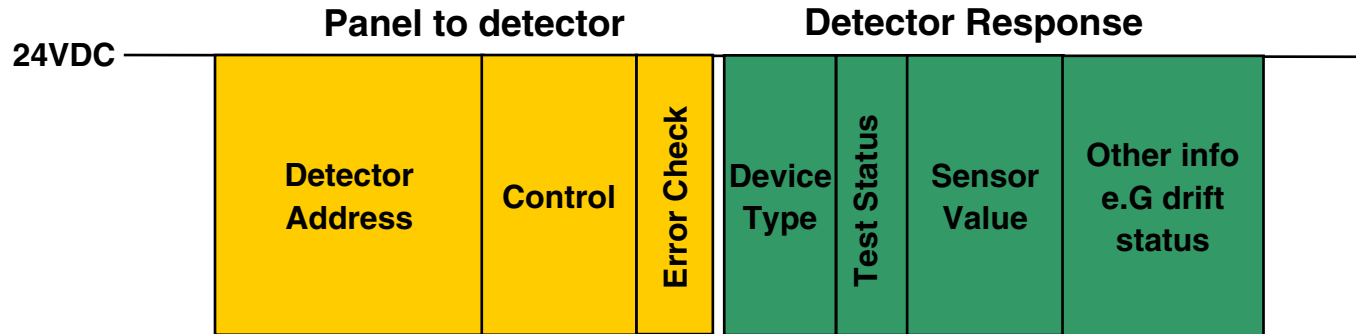 Panel to detector
Detector Response
24VDC
Detector
Address
Control
Error Check
Device
Type
Test Status
Sensor
Value
Other info
e.G drift
status